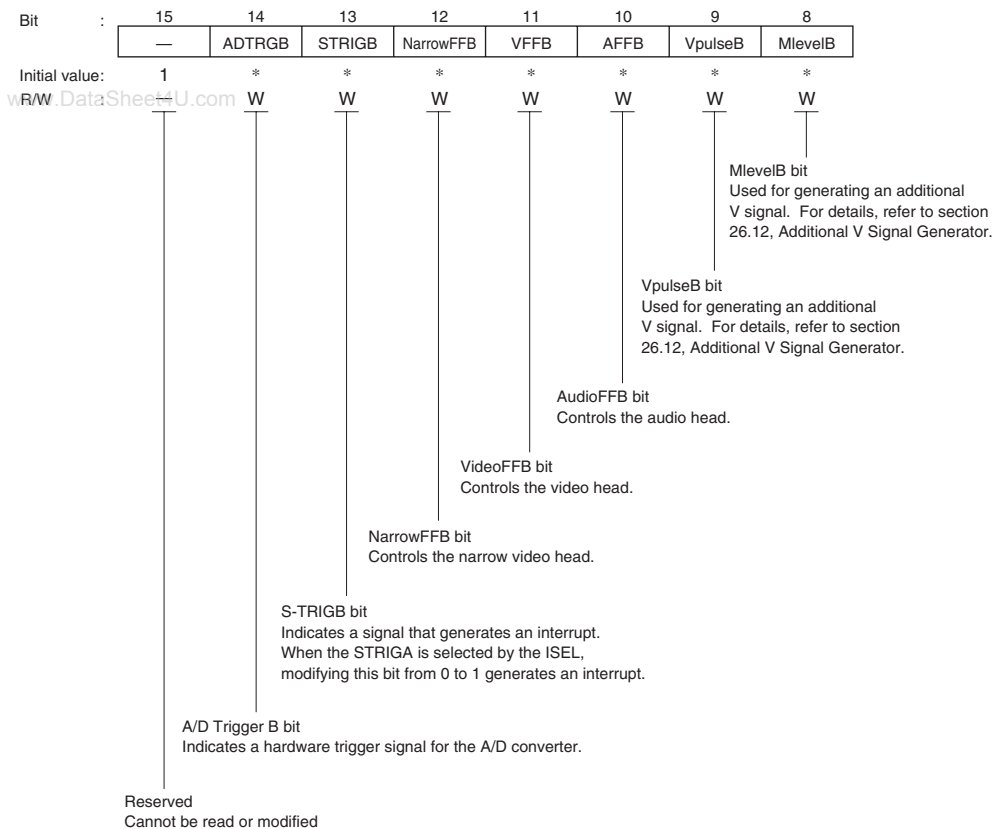 Bit : 15 14 13 12 11 10 9 8
— ADTRGB STRIGB NarrowFFB VFFB AFFB VpulseB MlevelB
Initial value: 1 * * * * * * *
R/W : — W W W W W W W
www.DataSheet4U.com
MlevelB bit
Used for generating an additional
V signal. For details, refer to section
26.12, Additional V Signal Generator.
VpulseB bit
Used for generating an additional
V signal. For details, refer to section
26.12, Additional V Signal Generator.
AudioFFB bit
Controls the audio head.
VideoFFB bit
Controls the video head.
NarrowFFB bit
Controls the narrow video head.
S-TRIGB bit
Indicates a signal that generates an interrupt.
When the STRIGA is selected by the ISEL,
modifying this bit from 0 to 1 generates an interrupt.
A/D Trigger B bit
Indicates a hardware trigger signal for the A/D converter.
Reserved
Cannot be read or modified